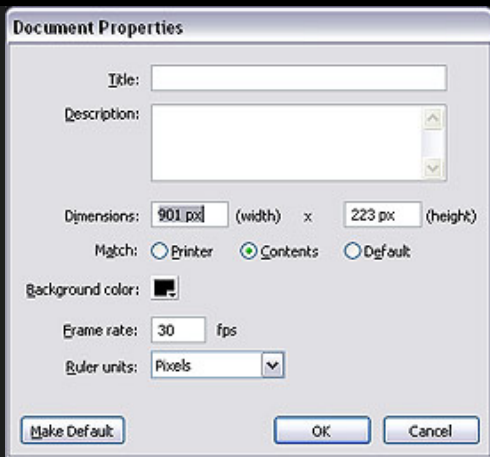 Document Properties
Title:
Description:
Dimensions: 901 px (width) x 223 px (height)
Match: Printer Contents Default
Background color:
Frame rate: 30 fps
Ruler units: Pixels
Make Default OK Cancel